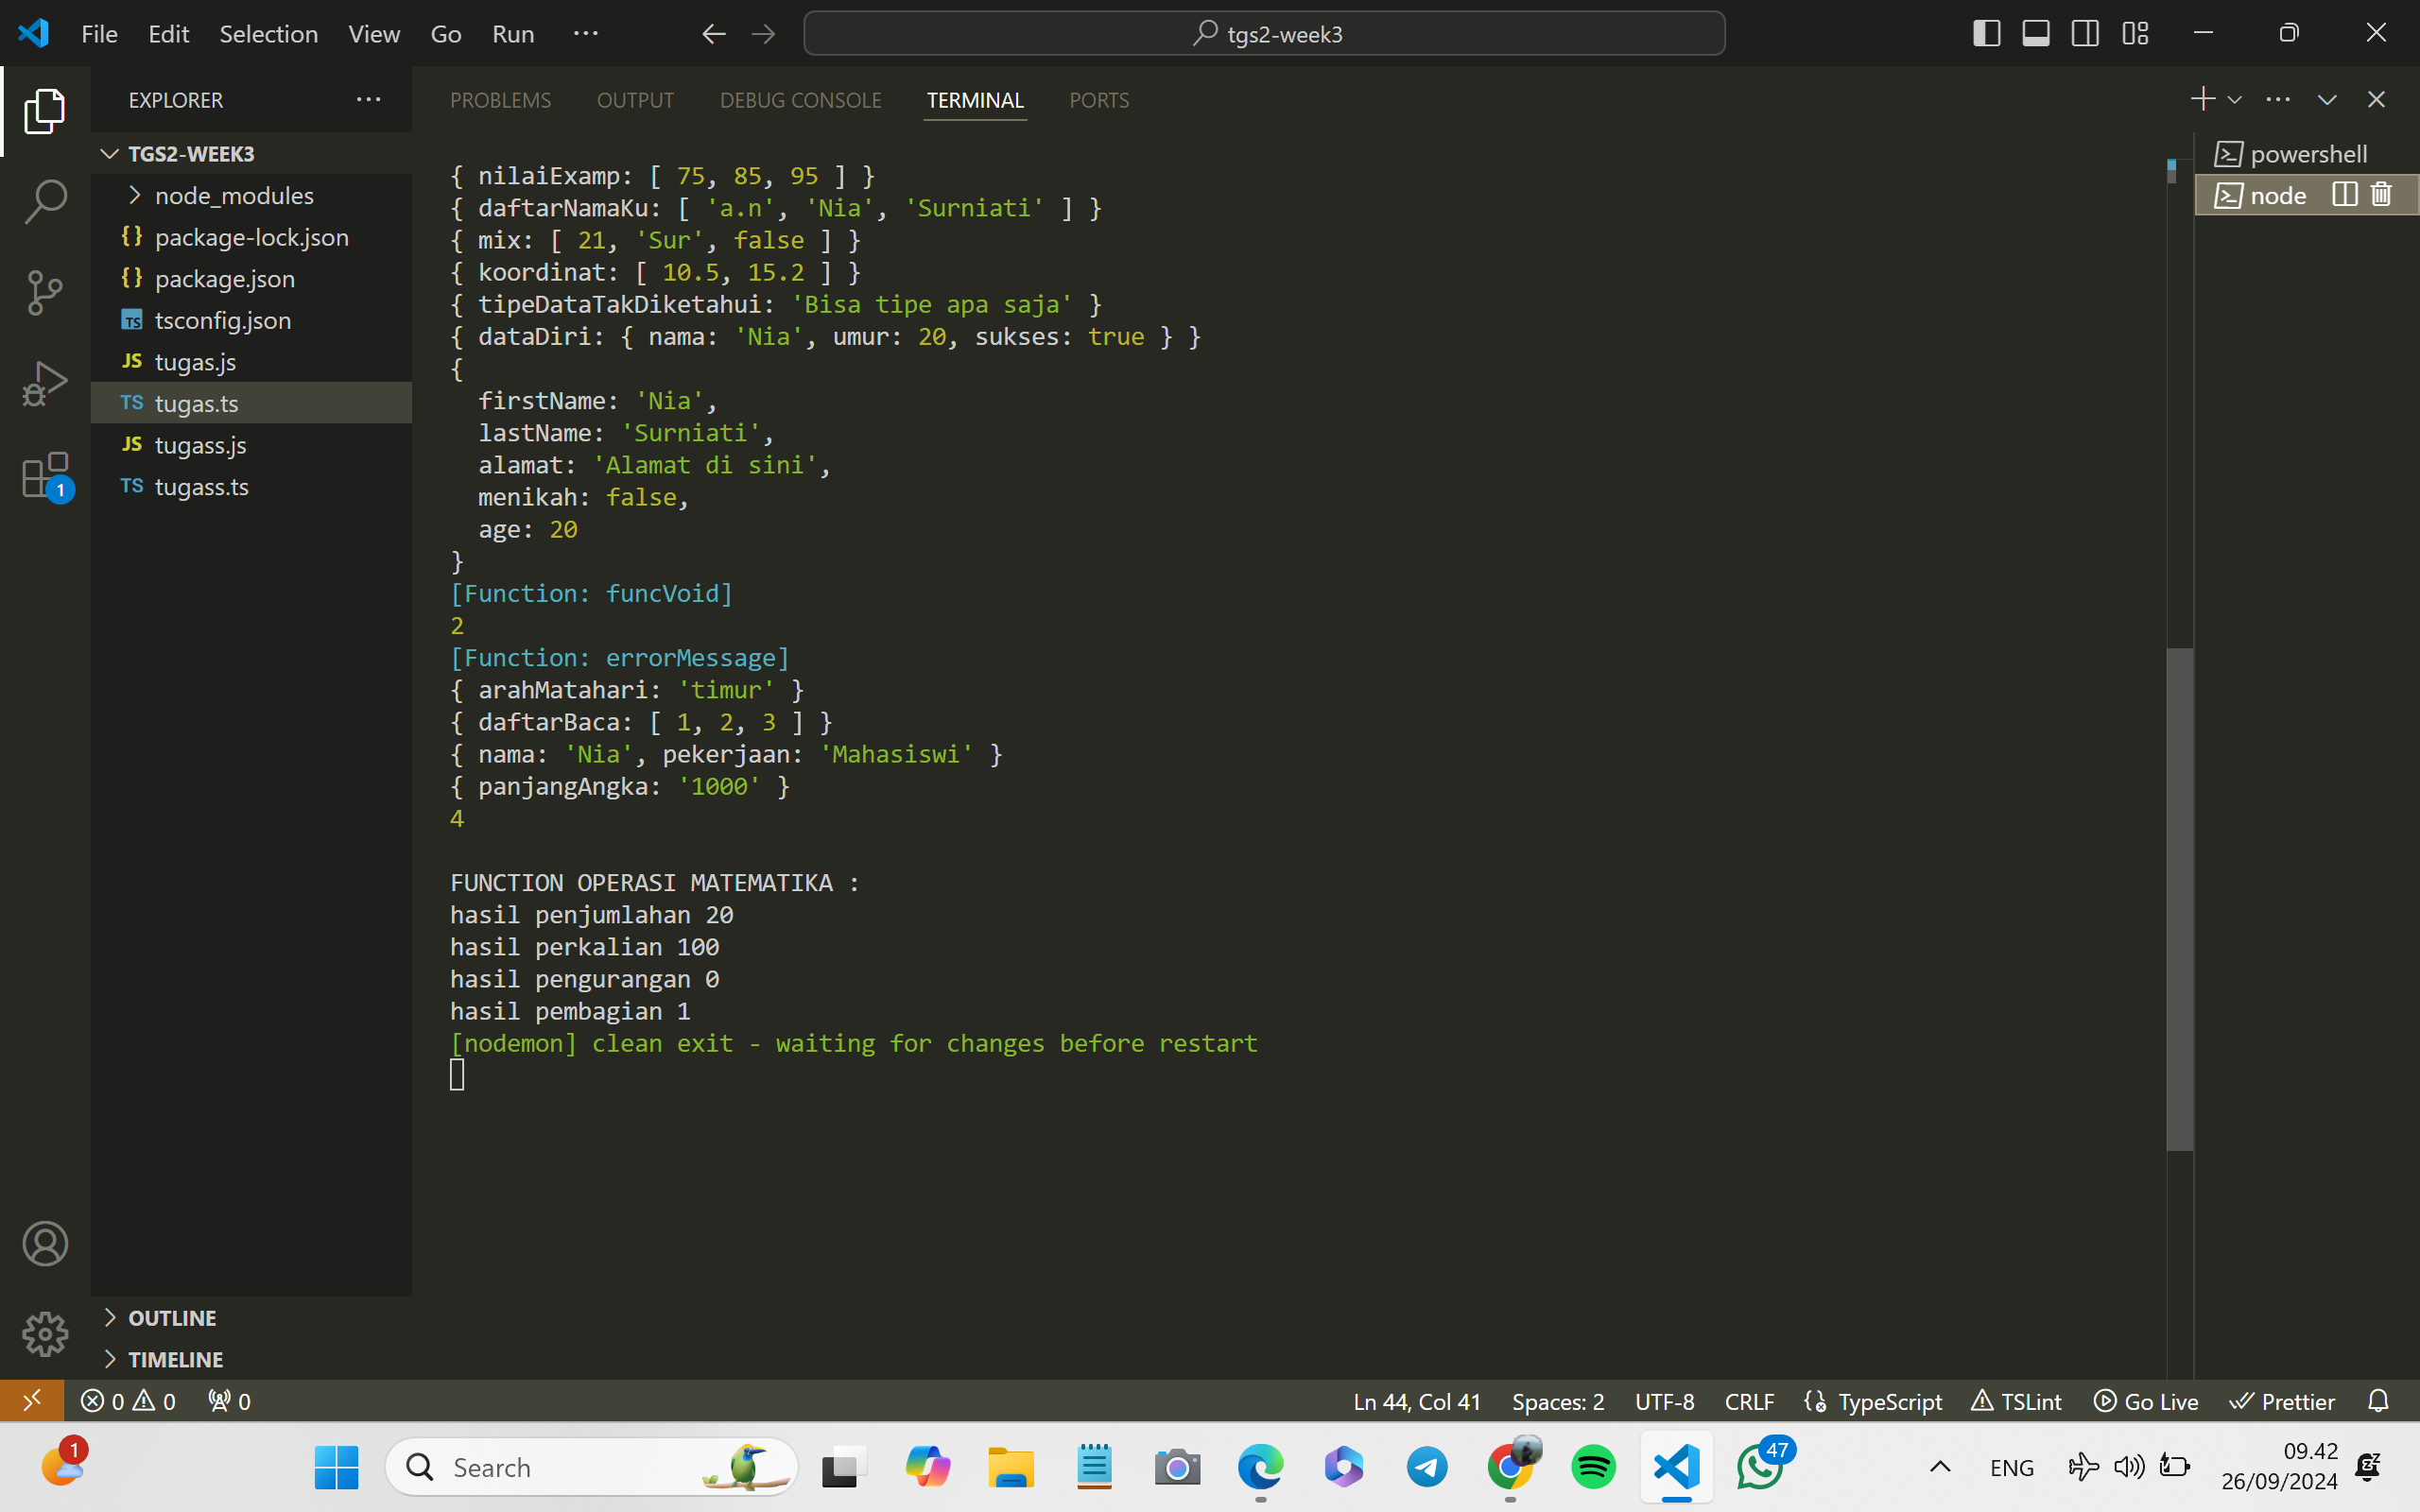 File Edit Selection View Go Run ··· tgs2-week3
EXPLORER ···
PROBLEMS OUTPUT DEBUG CONSOLE TERMINAL PORTS
TGS2-WEEK3
node_modules
{} package-lock.json
{} package.json
TS tsconfig.json
JS tugas.js
TS tugas.ts
JS tugass.js
TS tugass.ts
1
OUTLINE
TIMELINE
{ nilaiExamp: [ 75, 85, 95 ] }
{ daftarNamaKu: [ 'a.n', 'Nia', 'Surniati' ] }
{ mix: [ 21, 'Sur', false ] }
{ koordinat: [ 10.5, 15.2 ] }
{ tipeDataTakDiketahui: 'Bisa tipe apa saja' }
{ dataDiri: { nama: 'Nia', umur: 20, sukses: true } }
{
firstName: 'Nia',
lastName: 'Surniati',
alamat: 'Alamat di sini',
menikah: false,
age: 20
}
[Function: funcVoid]
2
[Function: errorMessage]
{ arahMatahari: 'timur' }
{ daftarBaca: [ 1, 2, 3 ] }
{ nama: 'Nia', pekerjaan: 'Mahasiswi' }
{ panjangAngka: '1000' }
4
FUNCTION OPERASI MATEMATIKA :
hasil penjumlahan 20
hasil perkalian 100
hasil pengurangan 0
hasil pembagian 1
[nodemon] clean exit - waiting for changes before restart
powershell
node
0 0 0 Ln 44, Col 41 Spaces: 2 UTF-8 CRLF TypeScript TSLint Go Live Prettier
1 Search 47 ENG 09.42
26/09/2024